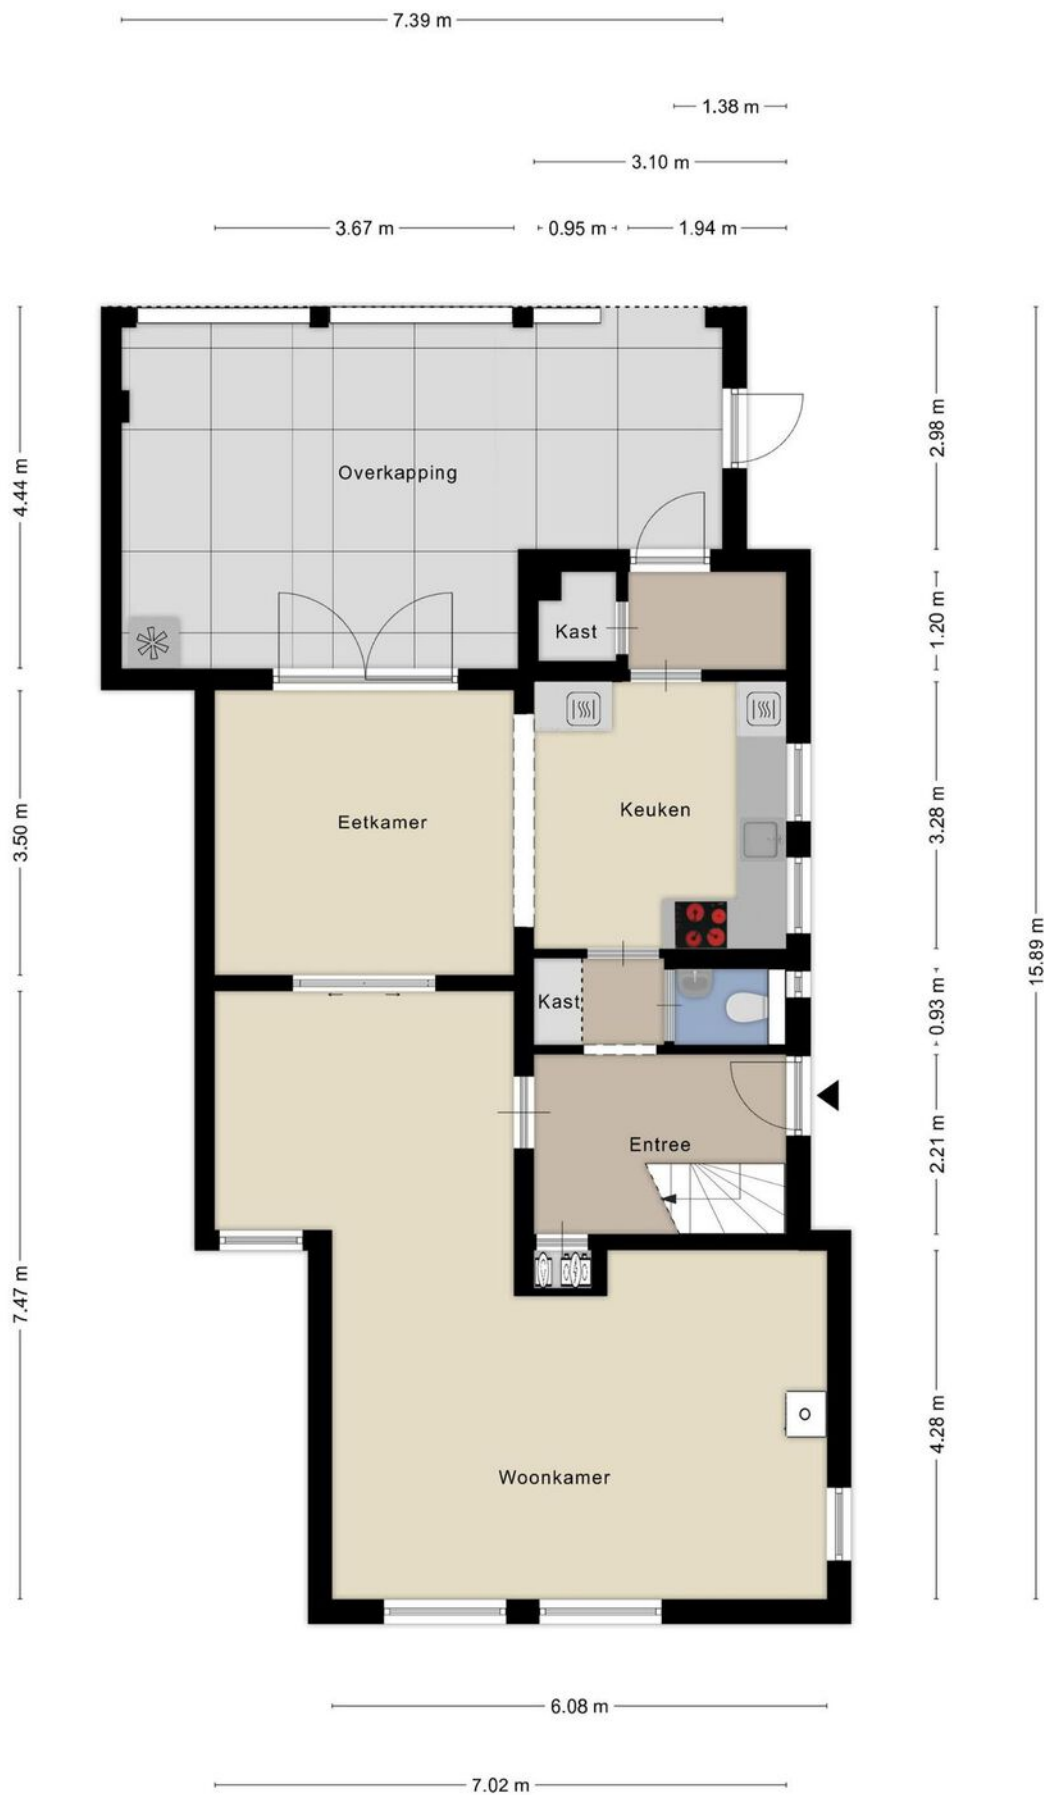 7.39 m
1.38 m
3.10 m
3.67 m
0.95 m
1.94 m
4.44 m
2.98 m
Overkapping
Kast
1.20 m
Eetkamer
Keuken
3.50 m
3.28 m
15.89 m
Kast
0.93 m
Entree
2.21 m
7.47 m
4.28 m
Woonkamer
6.08 m
7.02 m